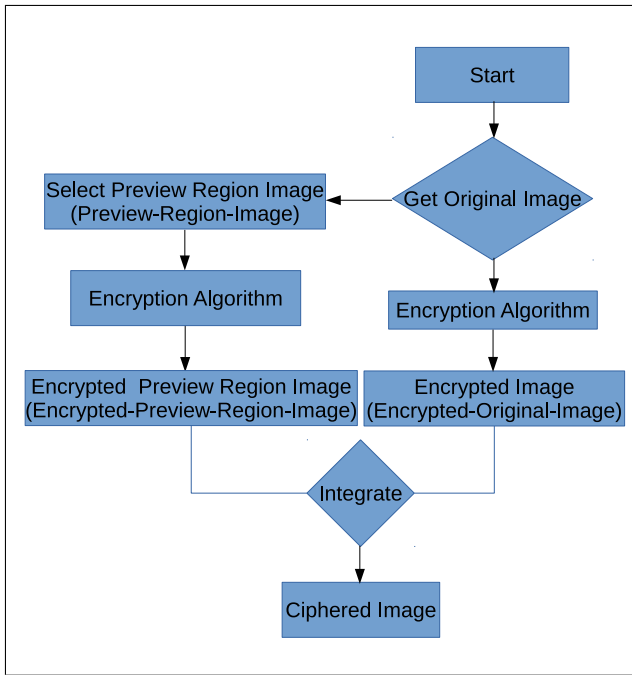 Start
Get Original Image
Select Preview Region Image
(Preview-Region-Image)
Encryption Algorithm
Encryption Algorithm
Encrypted  Preview Region Image
(Encrypted-Preview-Region-Image)
Encrypted Image
(Encrypted-Original-Image)
Integrate
Ciphered Image